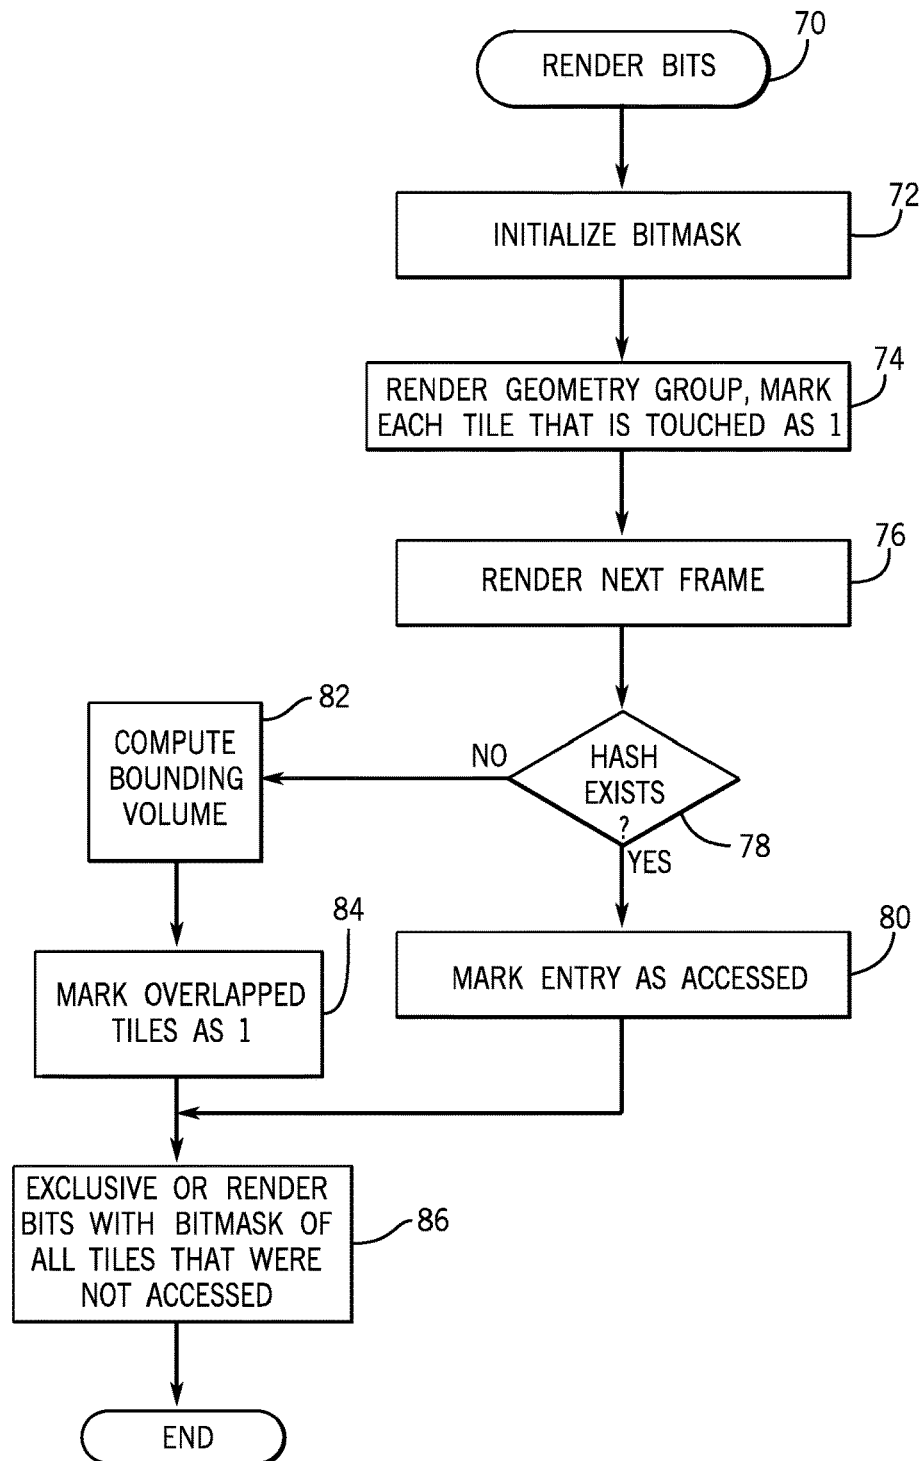 70
RENDER BITS
72
INITIALIZE BITMASK
74
RENDER GEOMETRY GROUP, MARK
EACH TILE THAT IS TOUCHED AS 1
76
RENDER NEXT FRAME
82
COMPUTE
BOUNDING
VOLUME
NO
HASH
EXISTS
?
78
YES
84
MARK OVERLAPPED
TILES AS 1
80
MARK ENTRY AS ACCESSED
EXCLUSIVE OR RENDER
BITS WITH BITMASK OF
ALL TILES THAT WERE
NOT ACCESSED
86
END